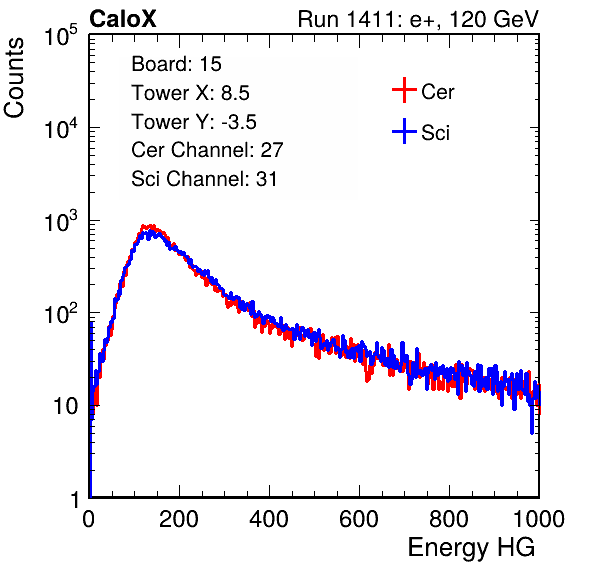 CaloX
Run 1411: e+, 120 GeV
Counts
Board: 15
Tower X: 8.5
Tower Y: -3.5
Cer Channel: 27
Sci Channel: 31
Cer
Sci
10^5
10^4
10^3
10^2
10
1
0 200 400 600 800 1000
Energy HG